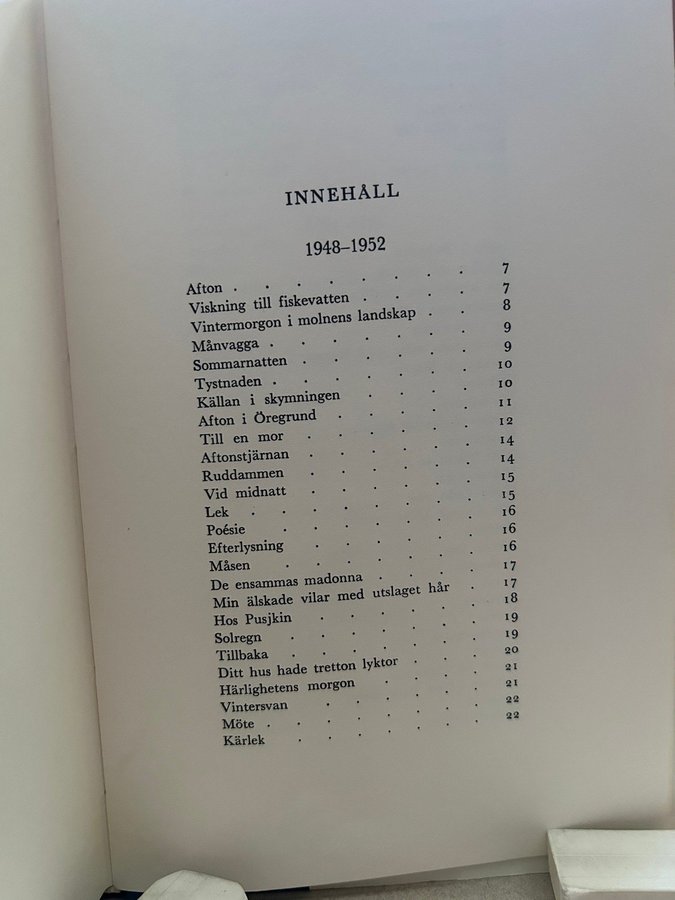 INNEHÅLL
1948–1952
Afton . . . . . . . . 7
Viskning till fiskevatten . . . . 7
Vintermorgon i molnens landskap . . 8
Månvagga . . . . . . . 9
Sommarnatten . . . . . . 9
Tystnaden . . . . . . . 10
Källan i skymningen . . . . 10
Afton i Öregrund . . . . . 11
Till en mor . . . . . . 12
Aftonstjärnan . . . . . . 14
Ruddammen . . . . . . 14
Vid midnatt . . . . . . 15
Lek . . . . . . . . 15
Poésie . . . . . . . 16
Efterlysning . . . . . . 16
Måsen . . . . . . . 16
De ensammas madonna . . . . 17
Min älskade vilar med utslaget hår . 17
Hos Pusjkin . . . . . . 18
Solregn . . . . . . . 19
Tillbaka . . . . . . . 19
Ditt hus hade tretton lyktor . . . 20
Härlighetens morgon . . . . 21
Vintersvan . . . . . . 21
Möte . . . . . . . . 22
Kärlek . . . . . . . 22